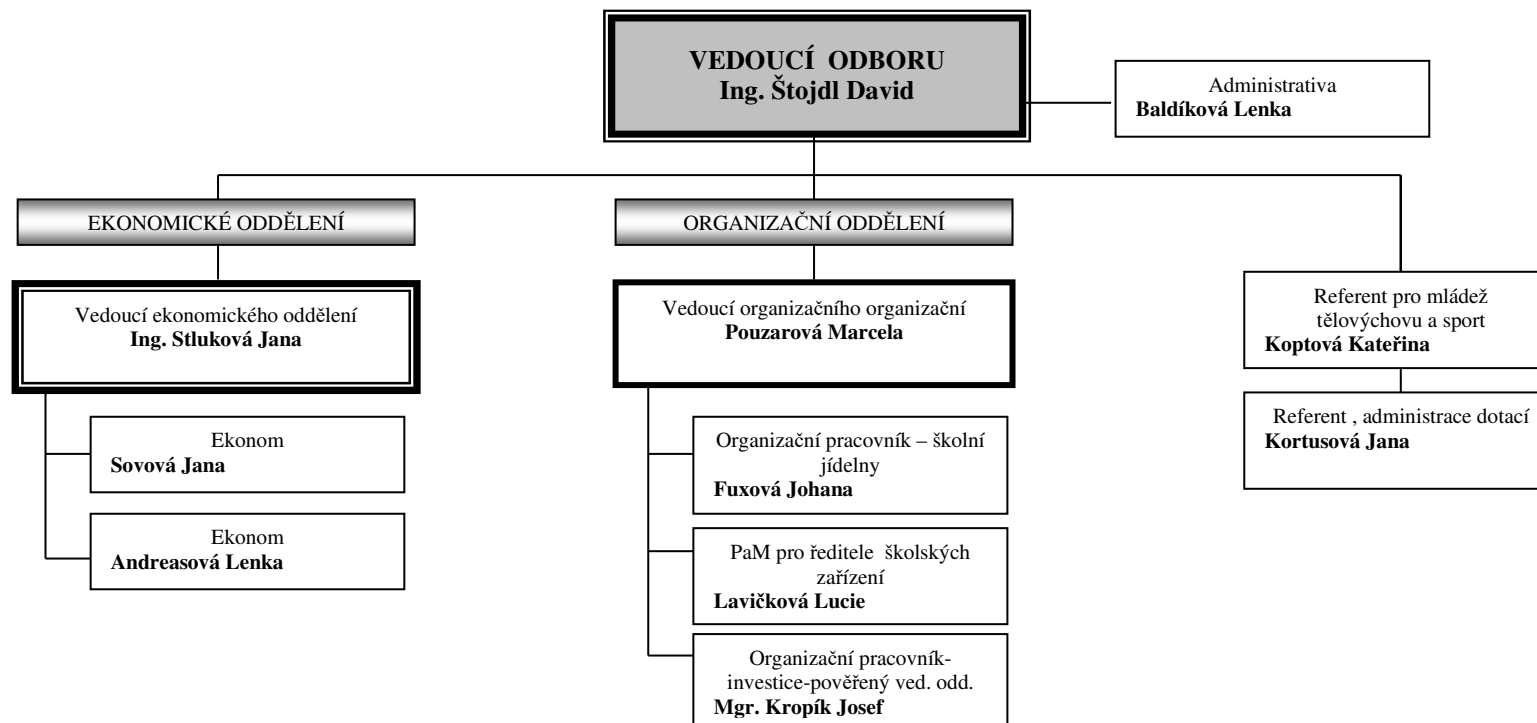 VEDOUCÍ ODBORU
Ing. Štojdl David
Administrativa
Baldíková Lenka
EKONOMICKÉ ODDĚLENÍ
ORGANIZAČNÍ ODDĚLENÍ
Vedoucí ekonomického oddělení
Ing. Stluková Jana
Vedoucí organizačního organizační
Pouzarová Marcela
Referent pro mládež
tělovýchovu a sport
Koptová Kateřina
Ekonom
Sovová Jana
Organizační pracovník – školní
jídelny
Fuxová Johana
Referent , administrace dotací
Kortusová Jana
Ekonom
Andreasová Lenka
PaM pro ředitele školských
zařízení
Lavičková Lucie
Organizační pracovník-
investice-pověřený ved. odd.
Mgr. Kropík Josef